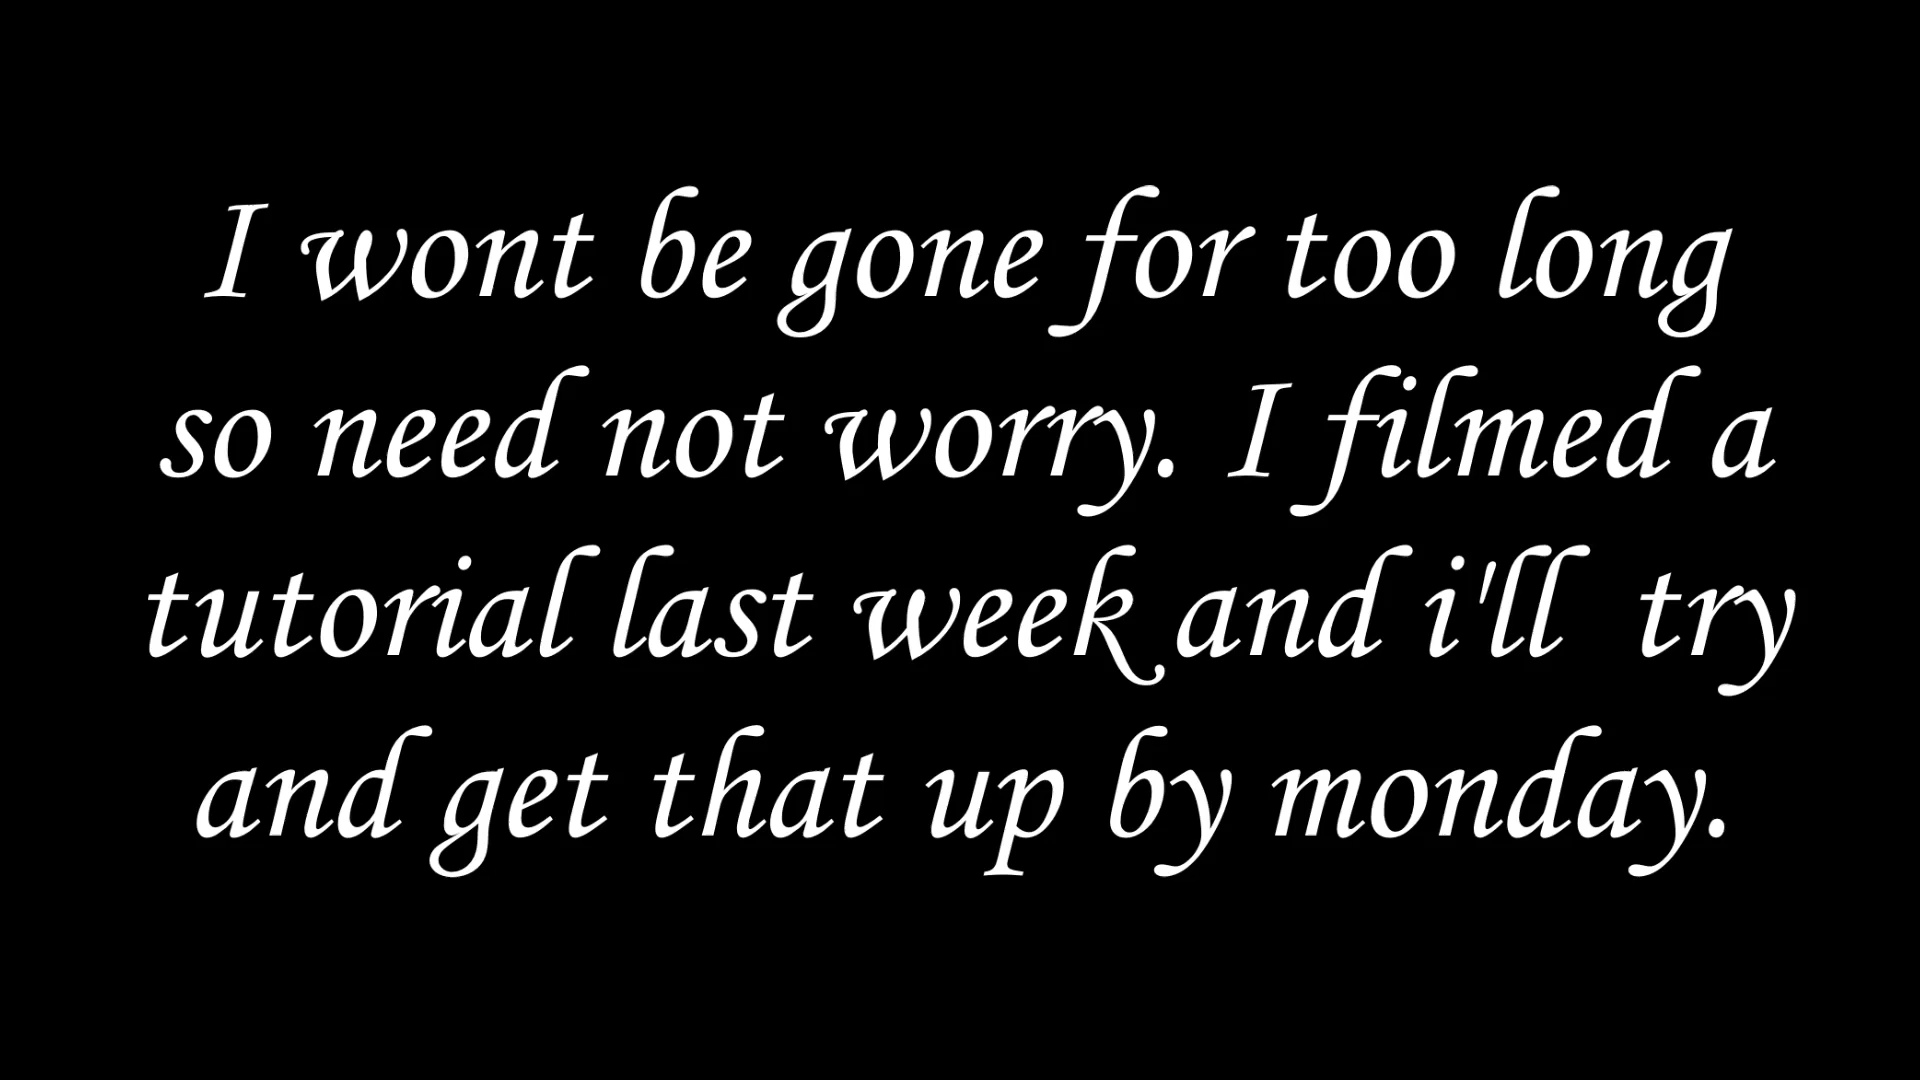 I wont be gone for too long
so need not worry. I filmed a
tutorial last week and i'll  try
and get that up by monday.